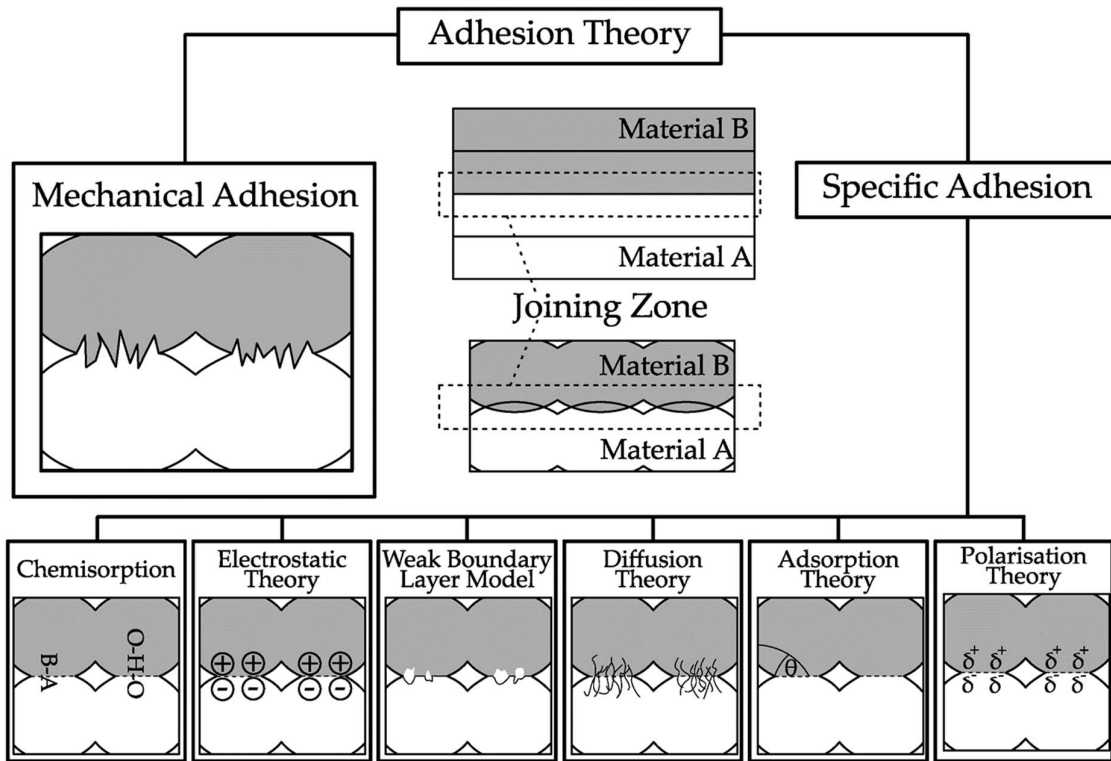 Adhesion Theory
Mechanical Adhesion
Material B
Material A
Joining Zone
Material B
Material A
Specific Adhesion
Chemisorption
B-A
O-H-O
Electrostatic
Theory
+ + + +
- - - -
Weak Boundary
Layer Model
Diffusion
Theory
Adsorption
Theory
θ
Polarisation
Theory
δ+ δ+ δ+ δ+
δ- δ- δ- δ-